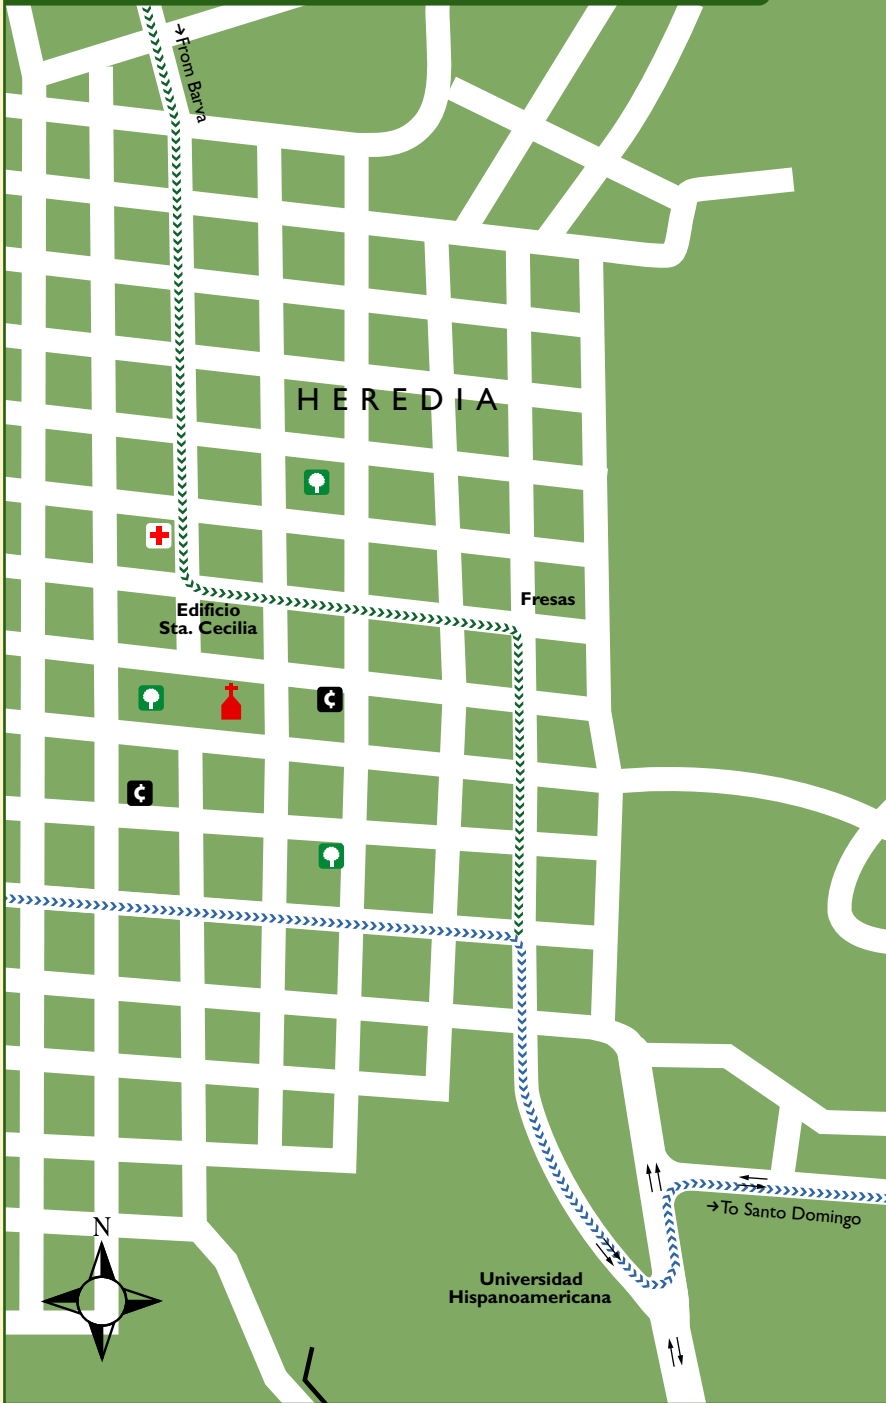 →From Barva
HEREDIA
Fresas
Edificio
Sta. Cecilia
¢
¢
N
→To Santo Domingo
Universidad
Hispanoamericana